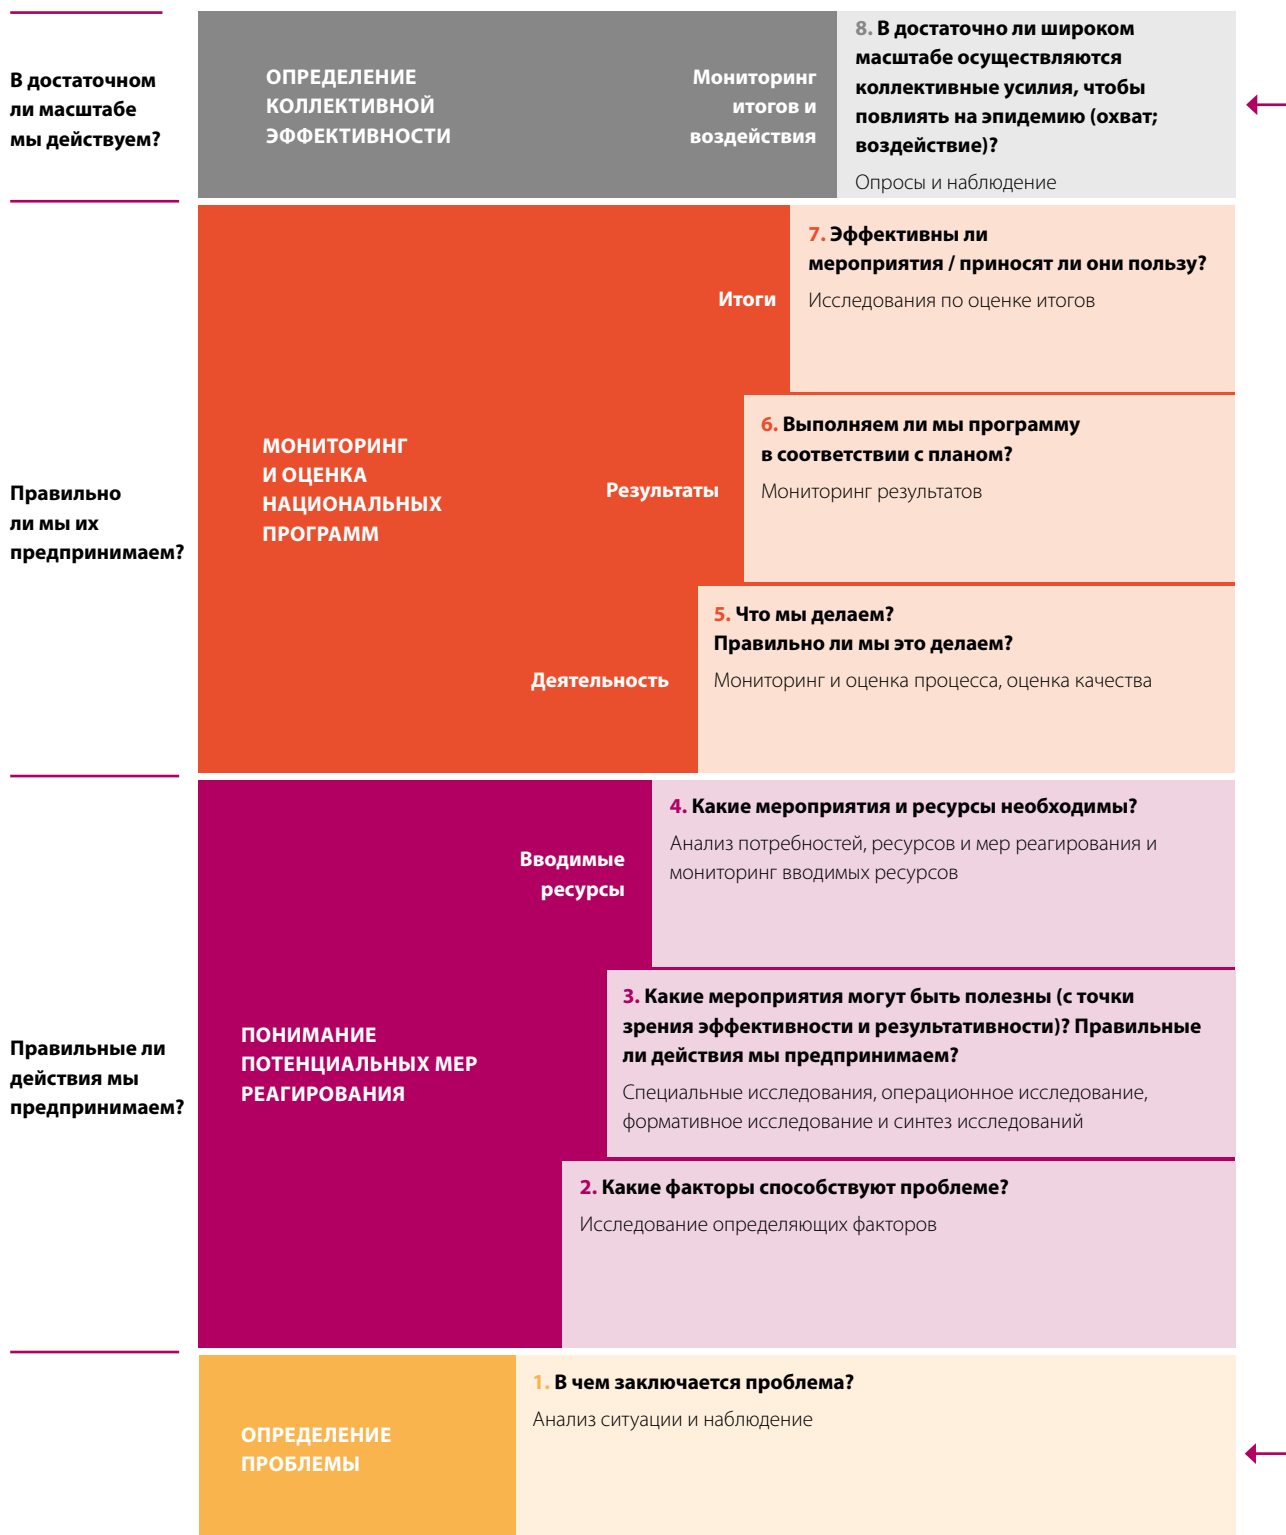 В достаточном
ли масштабе
мы действуем?
ОПРЕДЕЛЕНИЕ
КОЛЛЕКТИВНОЙ
ЭФФЕКТИВНОСТИ
Мониторинг
итогов и
воздействия
8. В достаточно ли широком
масштабе осуществляются
коллективные усилия, чтобы
повлиять на эпидемию (охват;
воздействие)?
Опросы и наблюдение
Правильно
ли мы их
предпринимаем?
МОНИТОРИНГ
И ОЦЕНКА
НАЦИОНАЛЬНЫХ
ПРОГРАММ
Итоги
7. Эффективны ли
мероприятия / приносят ли они пользу?
Исследования по оценке итогов
Результаты
6. Выполняем ли мы программу
в соответствии с планом?
Мониторинг результатов
Деятельность
5. Что мы делаем?
Правильно ли мы это делаем?
Мониторинг и оценка процесса, оценка качества
Правильные ли
действия мы
предпринимаем?
ПОНИМАНИЕ
ПОТЕНЦИАЛЬНЫХ МЕР
РЕАГИРОВАНИЯ
Вводимые
ресурсы
4. Какие мероприятия и ресурсы необходимы?
Анализ потребностей, ресурсов и мер реагирования и
мониторинг вводимых ресурсов
3. Какие мероприятия могут быть полезны (с точки
зрения эффективности и результативности)? Правильные
ли действия мы предпринимаем?
Специальные исследования, операционное исследование,
формативное исследование и синтез исследований
2. Какие факторы способствуют проблеме?
Исследование определяющих факторов
ОПРЕДЕЛЕНИЕ
ПРОБЛЕМЫ
1. В чем заключается проблема?
Анализ ситуации и наблюдение